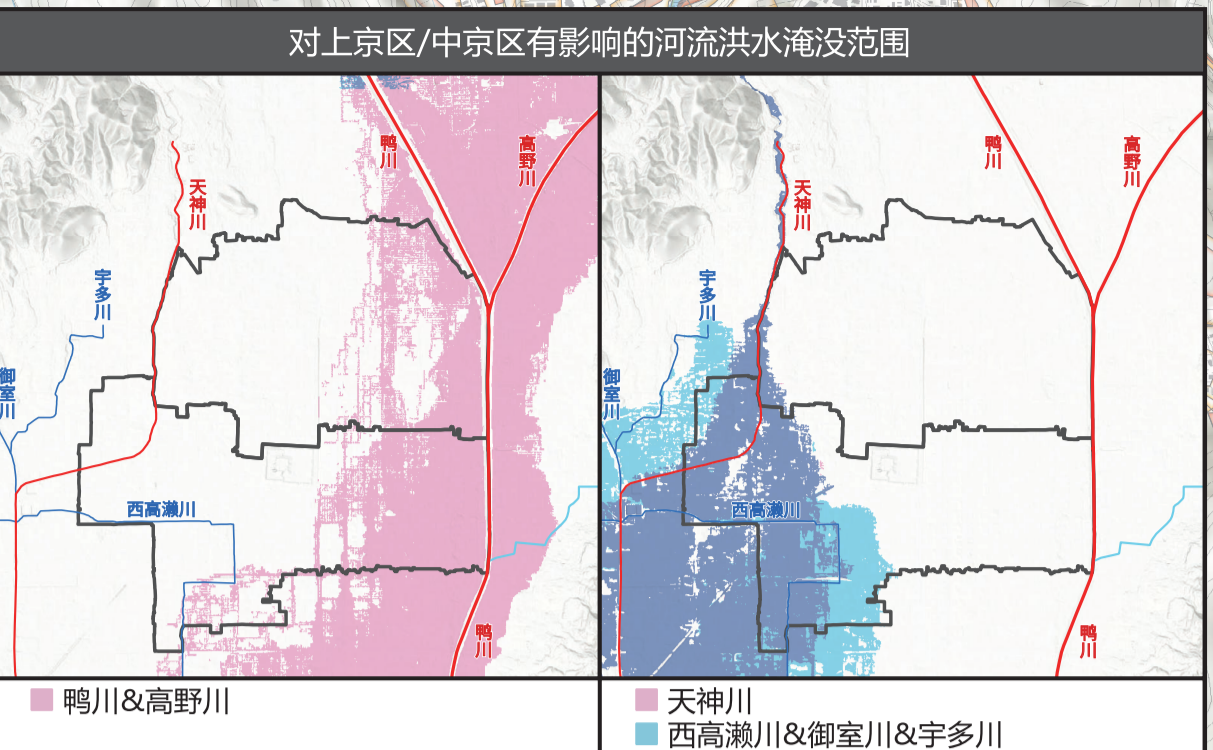 对上京区/中京区有影响的河流洪水淹没范围
鸭川
高野川
天神川
宇多川
御室川
西高濑川
鸭川
鸭川
高野川
天神川
宇多川
御室川
西高濑川
鸭川
鸭川&高野川
天神川
西高濑川&御室川&宇多川